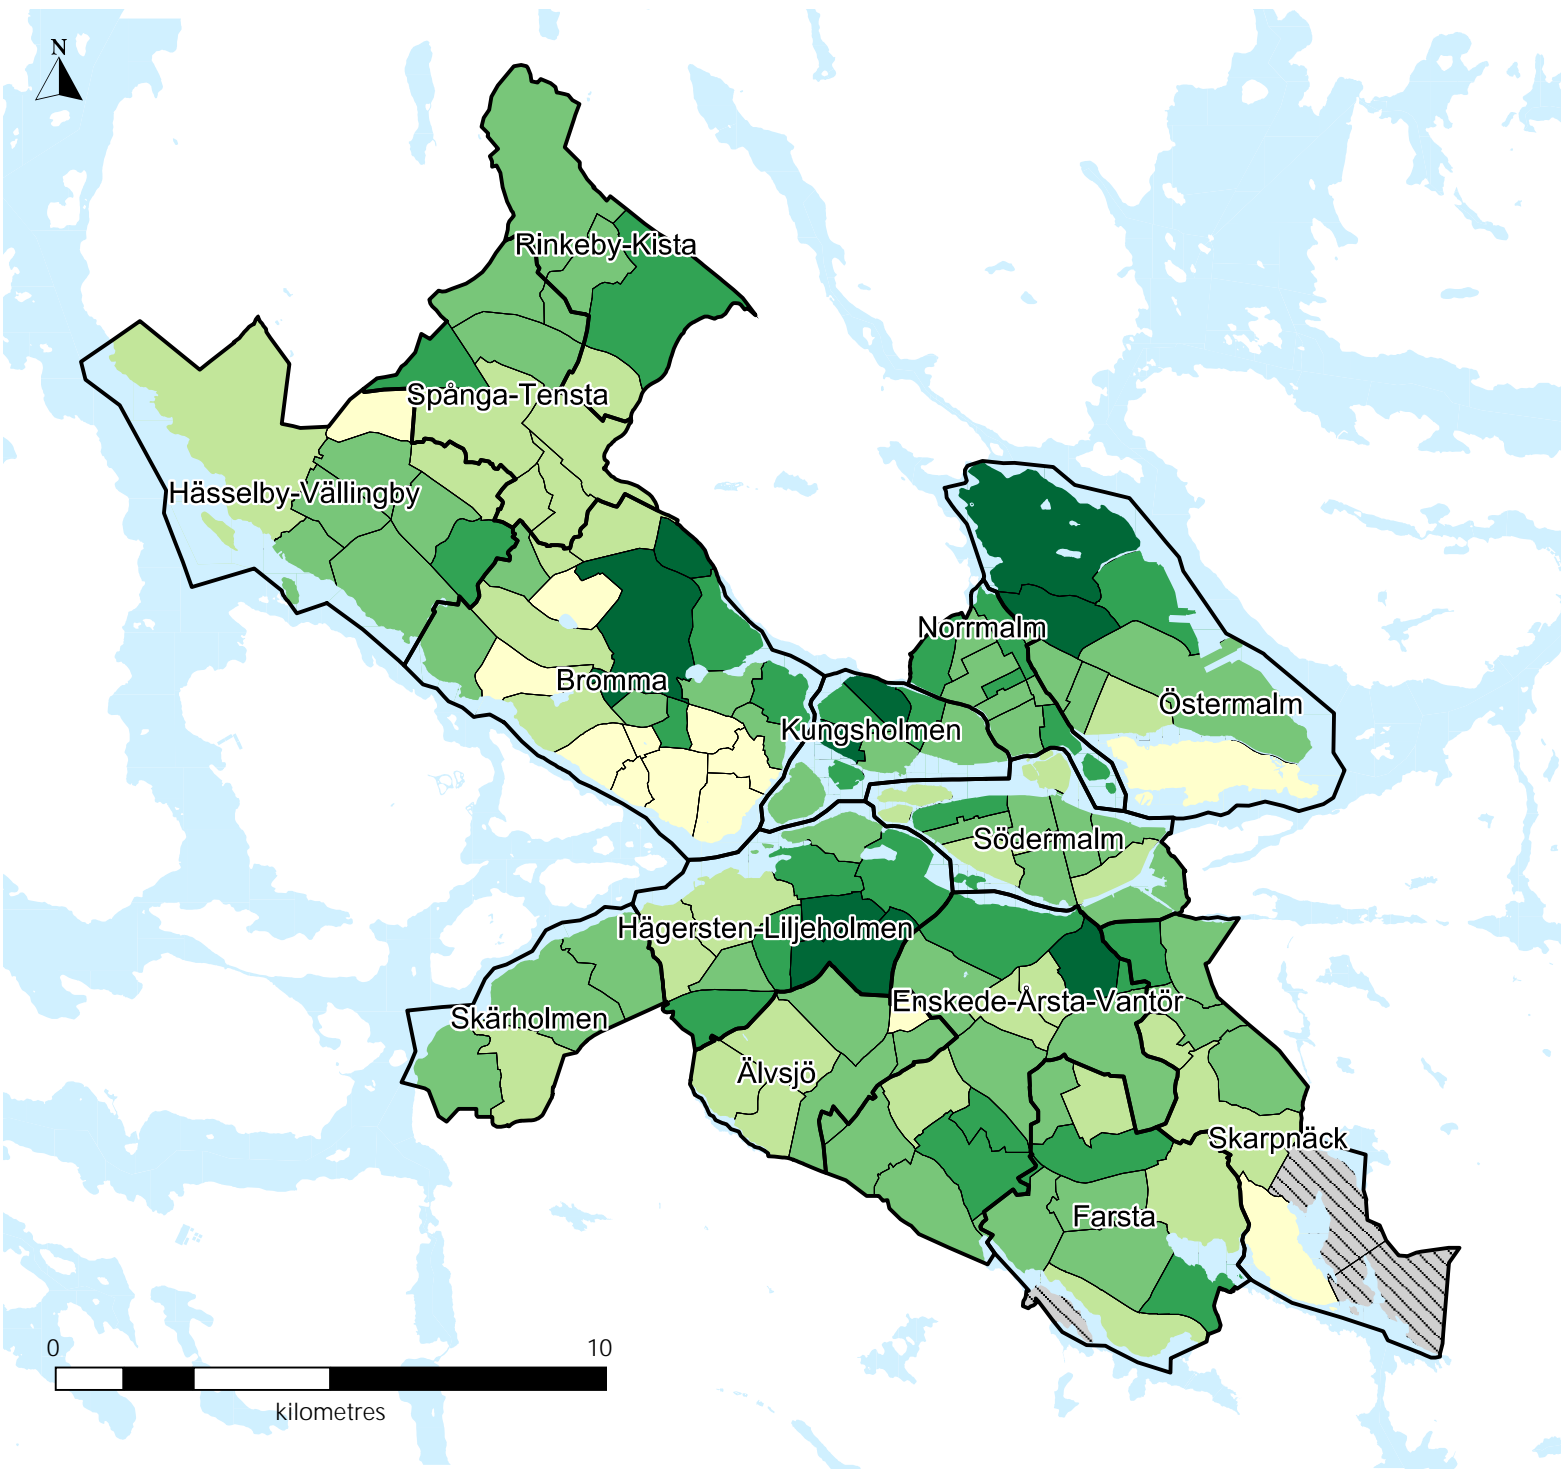 N
Rinkeby-Kista
Spånga-Tensta
Hässelby-Vällingby
Norrmalm
Bromma
Östermalm
Kungsholmen
Södermalm
Hägersten-Liljeholmen
Enskede-Årsta-Vantör
Skärholmen
Älvsjö
Skarpnäck
Farsta
0 10
kilometres